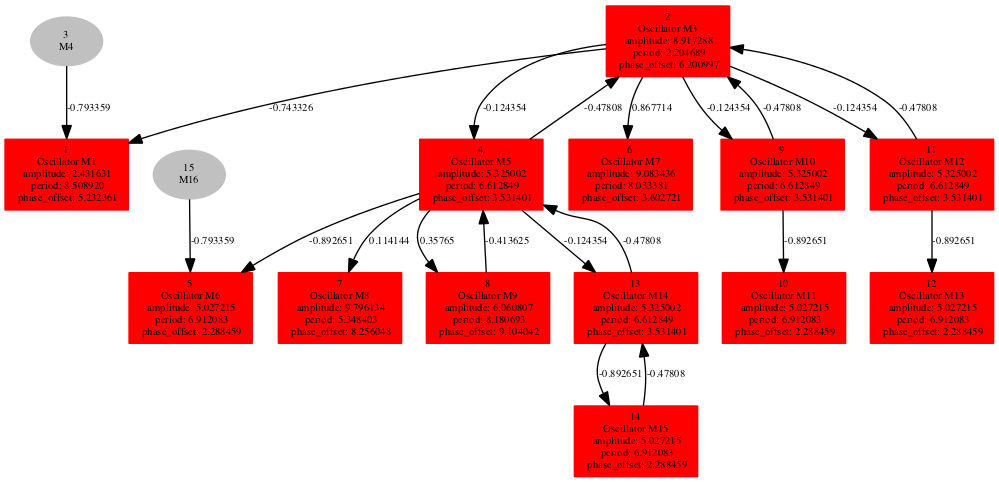 2
Oscillator M3
amplitude: 8.917288
period: 2.204689
phase_offset: 6.200997
3
M4
-0.793359
-0.743326
-0.124354
-0.47808
0.867714
-0.124354
-0.47808
-0.124354
-0.47808
1
Oscillator M1
amplitude: 2.431631
period: 8.508920
phase_offset: 5.232361
15
M16
4
Oscillator M5
amplitude: 5.325002
period: 6.612849
phase_offset: 3.531401
6
Oscillator M7
amplitude: 9.083436
period: 8.033381
phase_offset: 3.602721
9
Oscillator M10
amplitude: 5.325002
period: 6.612849
phase_offset: 3.531401
11
Oscillator M12
amplitude: 5.325002
period: 6.612849
phase_offset: 3.531401
-0.793359
-0.892651
0.114144
0.35765
-0.413625
-0.124354
-0.47808
-0.892651
-0.892651
5
Oscillator M6
amplitude: 5.027215
period: 6.912083
phase_offset: 2.288459
7
Oscillator M8
amplitude: 9.796134
period: 5.348403
phase_offset: 8.256048
8
Oscillator M9
amplitude: 6.060807
period: 8.180693
phase_offset: 9.104042
13
Oscillator M14
amplitude: 5.325002
period: 6.612849
phase_offset: 3.531401
10
Oscillator M11
amplitude: 5.027215
period: 6.912083
phase_offset: 2.288459
12
Oscillator M13
amplitude: 5.027215
period: 6.912083
phase_offset: 2.288459
-0.892651
-0.47808
14
Oscillator M15
amplitude: 5.027215
period: 6.912083
phase_offset: 2.288459